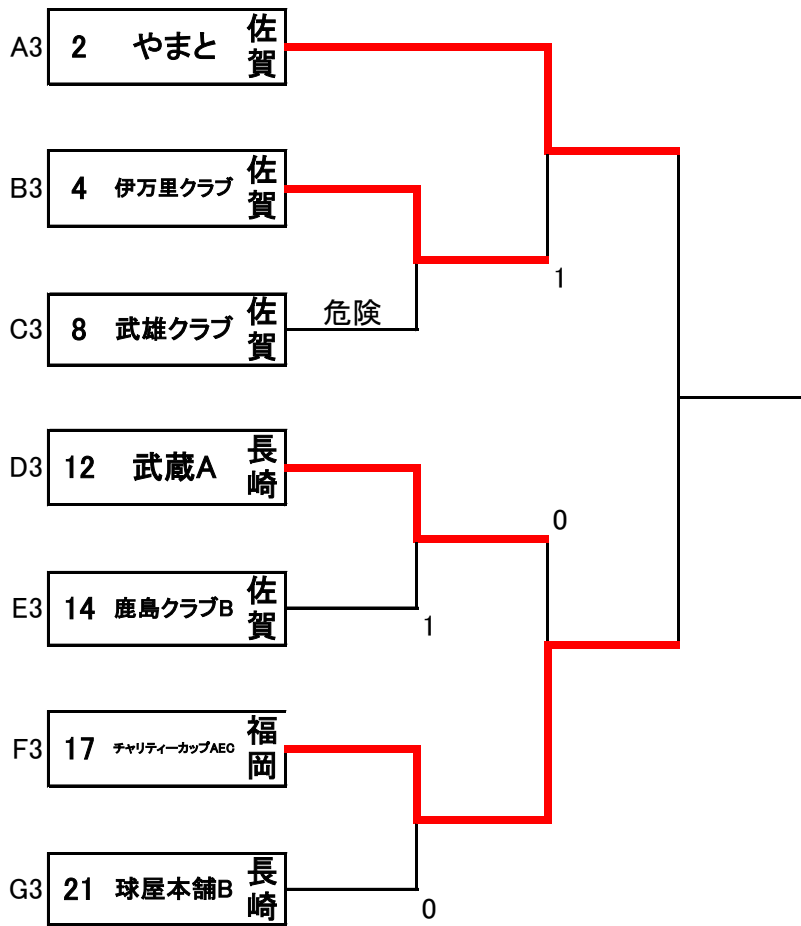 A3 2 やまと 佐賀
B3 4 伊万里クラブ 佐賀
1
C3 8 武雄クラブ 佐賀 危険
D3 12 武蔵A 長崎
0
E3 14 鹿島クラブB 佐賀
1
F3 17 チャリティーカップAEC 福岡
G3 21 球屋本舗B 長崎
0